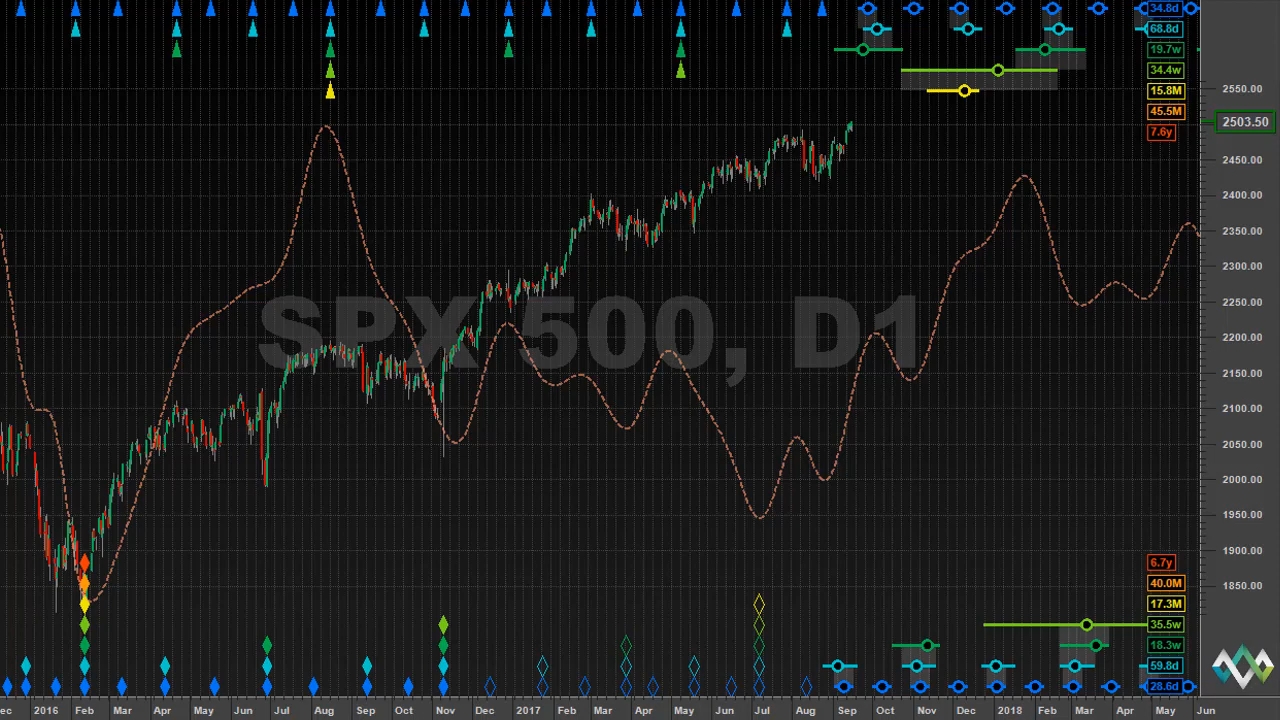 34.8d
68.8d
19.7w
34.4w
15.8M
45.5M
7.6y
2550.00
2503.50
2450.00
2400.00
2350.00
2300.00
2250.00
2200.00
2150.00
2100.00
2050.00
2000.00
1950.00
1900.00
1850.00
SPX 500, D1
6.7y
40.0M
17.3M
35.5w
18.3w
59.8d
28.6d
ec 2016 Feb Mar Apr May Jun Jul Aug Sep Oct Nov Dec 2017 Feb Mar Apr May Jun Jul Aug Sep Oct Nov Dec 2018 Feb Mar Apr May Jun